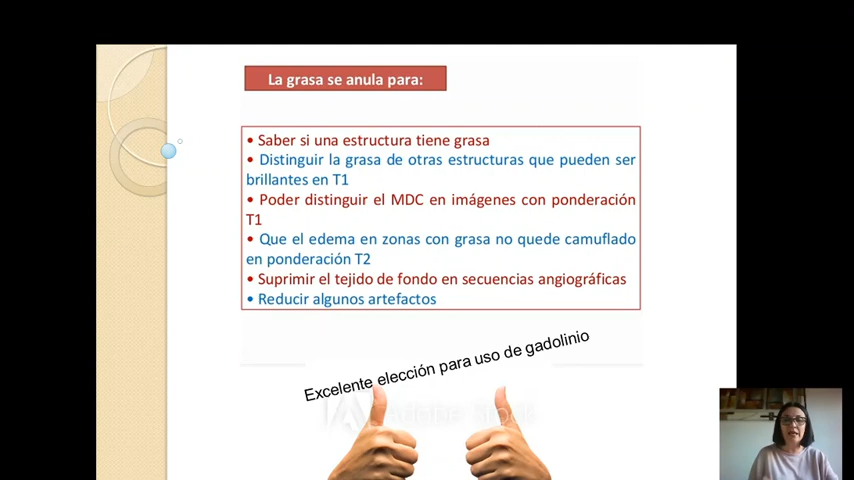 La grasa se anula para:
• Saber si una estructura tiene grasa
• Distinguir la grasa de otras estructuras que pueden ser
brillantes en T1
• Poder distinguir el MDC en imágenes con ponderación
T1
• Que el edema en zonas con grasa no quede camuflado
en ponderación T2
• Suprimir el tejido de fondo en secuencias angiográficas
• Reducir algunos artefactos
Excelente elección para uso de gadolinio
Adobe Stock